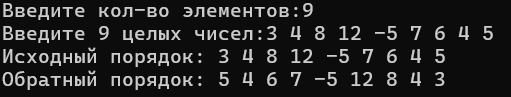 Введите кол-во элементов:9
Введите 9 целых чисел:3 4 8 12 -5 7 6 4 5
Исходный порядок: 3 4 8 12 -5 7 6 4 5
Обратный порядок: 5 4 6 7 -5 12 8 4 3